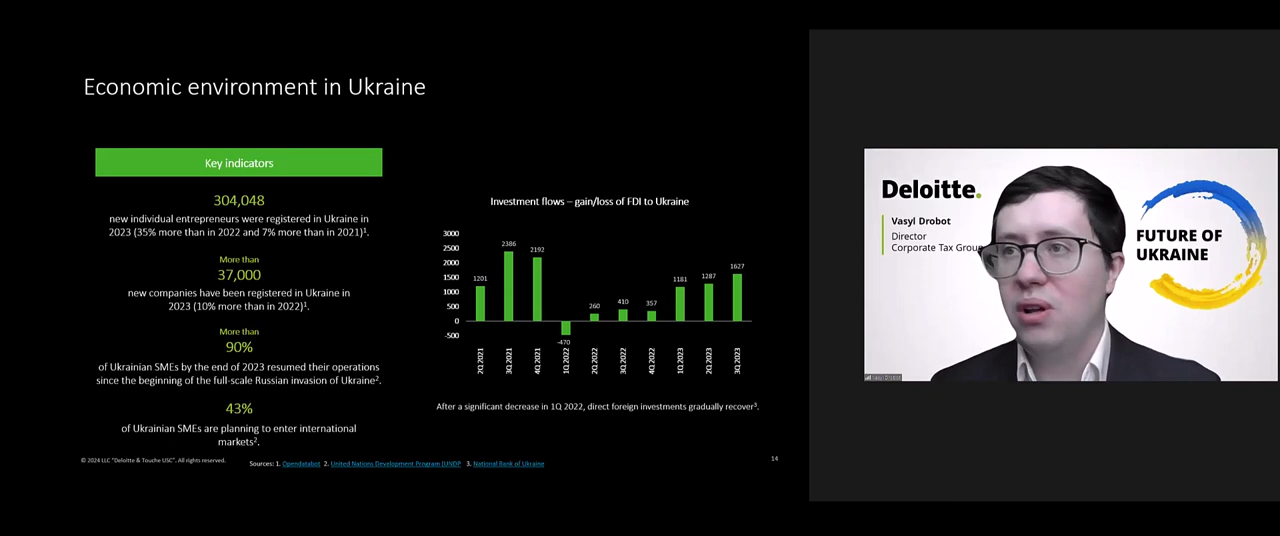 Economic environment in Ukraine
Key indicators
304,048
new individual entrepreneurs were registered in Ukraine in
2023 (35% more than in 2022 and 7% more than in 2021)¹.
More than
37,000
new companies have been registered in Ukraine in
2023 (10% more than in 2022)¹.
More than
90%
of Ukrainian SMEs by the end of 2023 resumed their operations
since the beginning of the full-scale Russian invasion of Ukraine².
43%
of Ukrainian SMEs are planning to enter international
markets².
Investment flows – gain/loss of FDI to Ukraine
3000
2500
2000
1500
1000
500
0
-500
1201
2386
2192
-470
260
410
357
1181
1287
1627
2Q 2021
3Q 2021
4Q 2021
1Q 2022
2Q 2022
3Q 2022
4Q 2022
1Q 2023
2Q 2023
3Q 2023
After a significant decrease in 1Q 2022, direct foreign investments gradually recover³.
© 2024 LLC "Deloitte & Touche USC". All rights reserved.
Sources: 1. Opendatabot 2. United Nations Development Program (UNDP 3. National Bank of Ukraine
14
Deloitte.
Vasyl Drobot
Director
Corporate Tax Group
FUTURE OF
UKRAINE